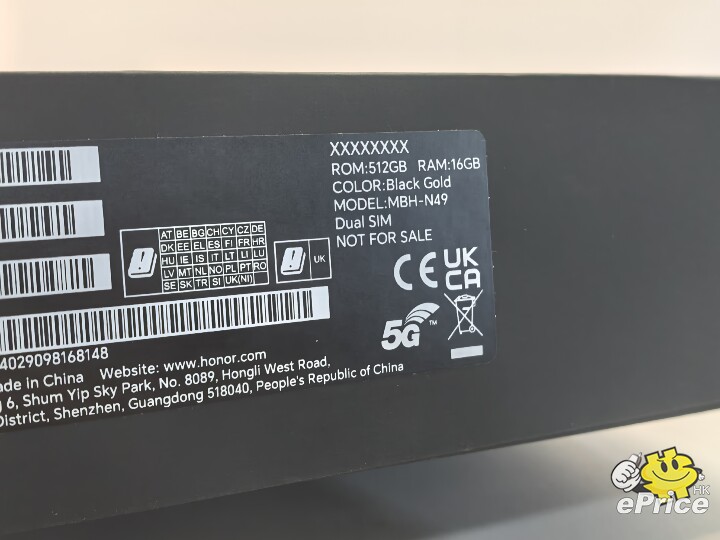 XXXXXXXX
ROM:512GB RAM:16GB
COLOR:Black Gold
MODEL:MBH-N49
Dual SIM
NOT FOR SALE
AT BE BG CH CY CZ DE
DK EE EL ES FI FR HR
HU IE IS IT LT LI LU
LV MT NL NO PL PT RO
SE SK TR SI UK(NI)
UK
CE UK
CA
5G™
4029098168148
ade in China Website: www.honor.com
g 6, Shum Yip Sky Park, No. 8089, Hongli West Road,
District, Shenzhen, Guangdong 518040, People's Republic of China
HK
ePrice